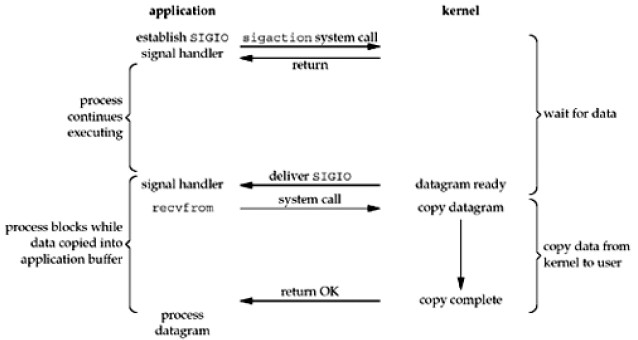 application kernel
establish SIGIO sigaction system call
signal handler
return
process
continues
executing
wait for data
deliver SIGIO
signal handler datagram ready
system call
recvfrom copy datagram
process blocks while
data copied into
application buffer
copy data from
kernel to user
return OK
copy complete
process
datagram